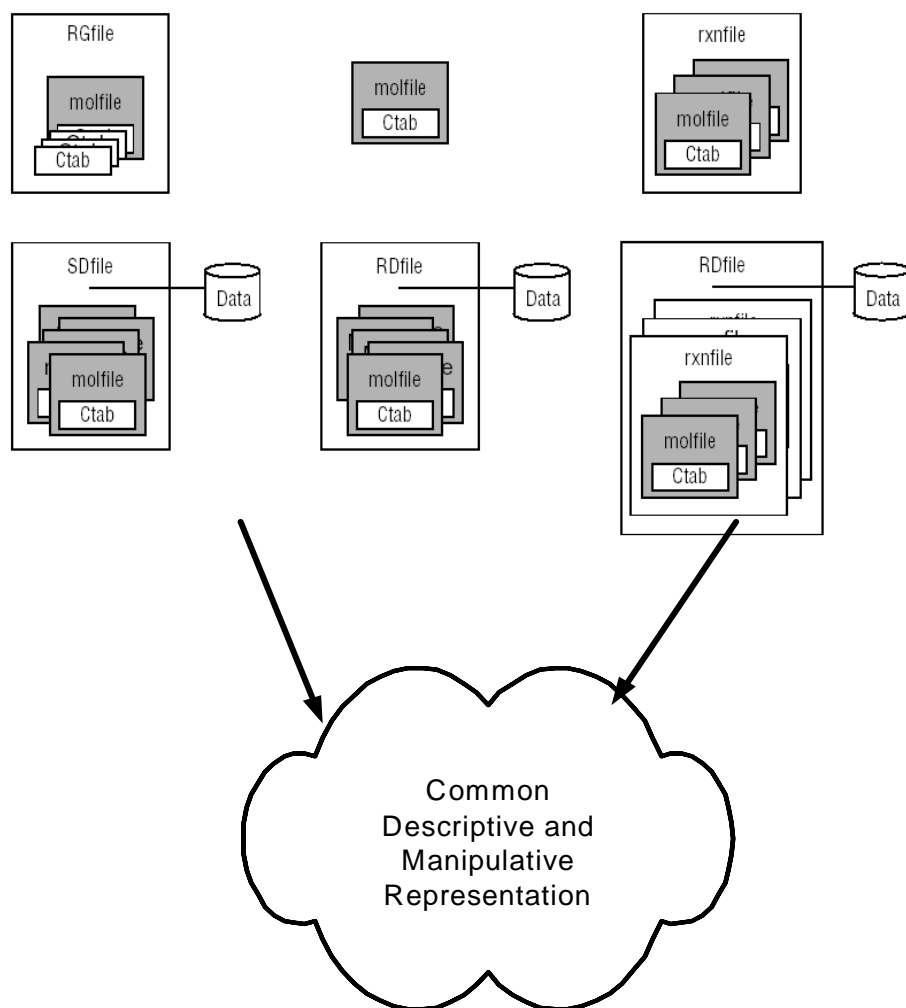 RGfile
molfile
Ctab
molfile
Ctab
rxnfile
molfile
Ctab
SDfile
Data
molfile
Ctab
RDfile
Data
molfile
Ctab
RDfile
Data
rxnfile
molfile
Ctab
Common
Descriptive and
Manipulative
Representation